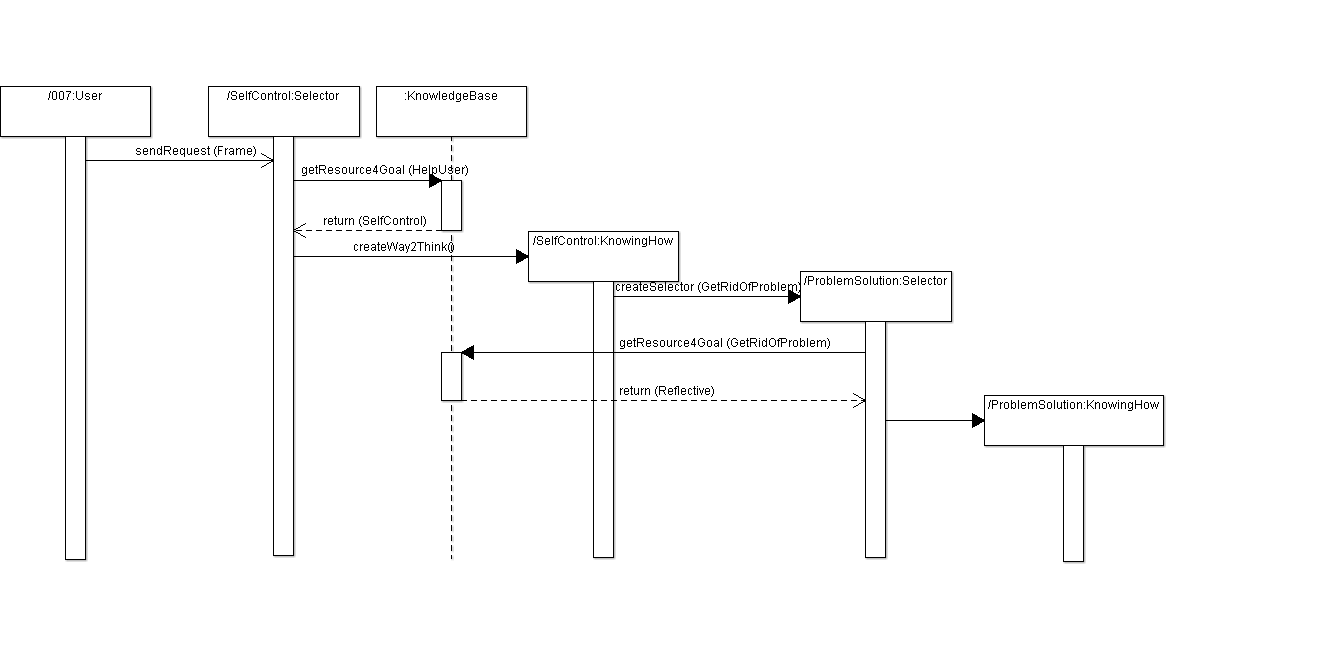 /007:User
/SelfControl:Selector
:KnowledgeBase
sendRequest (Frame)
getResource4Goal (HelpUser)
return (SelfControl)
createWay2Think()
/SelfControl:KnowingHow
createSelector (GetRidOfProblem)
/ProblemSolution:Selector
getResource4Goal (GetRidOfProblem)
return (Reflective)
/ProblemSolution:KnowingHow